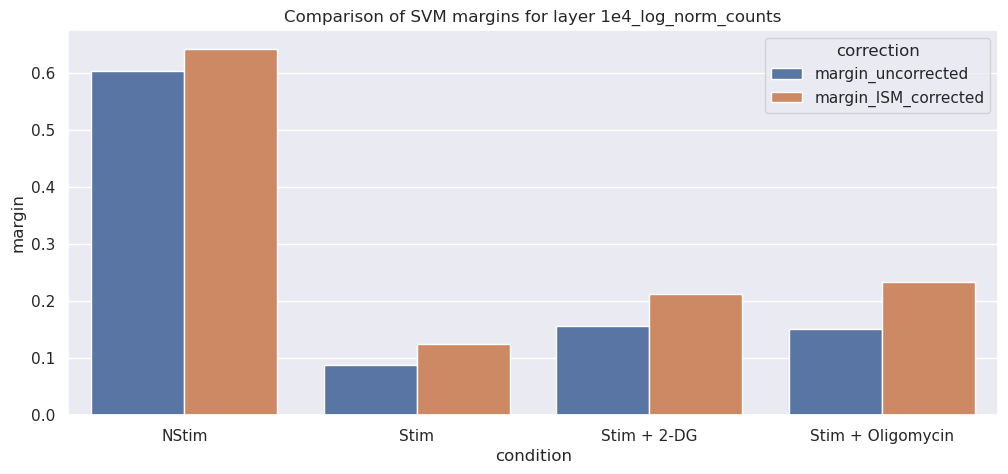 Comparison of SVM margins for layer 1e4_log_norm_counts
correction
margin_uncorrected
margin_ISM_corrected
margin
0.6
0.5
0.4
0.3
0.2
0.1
0.0
NStim
Stim
Stim + 2-DG
Stim + Oligomycin
condition